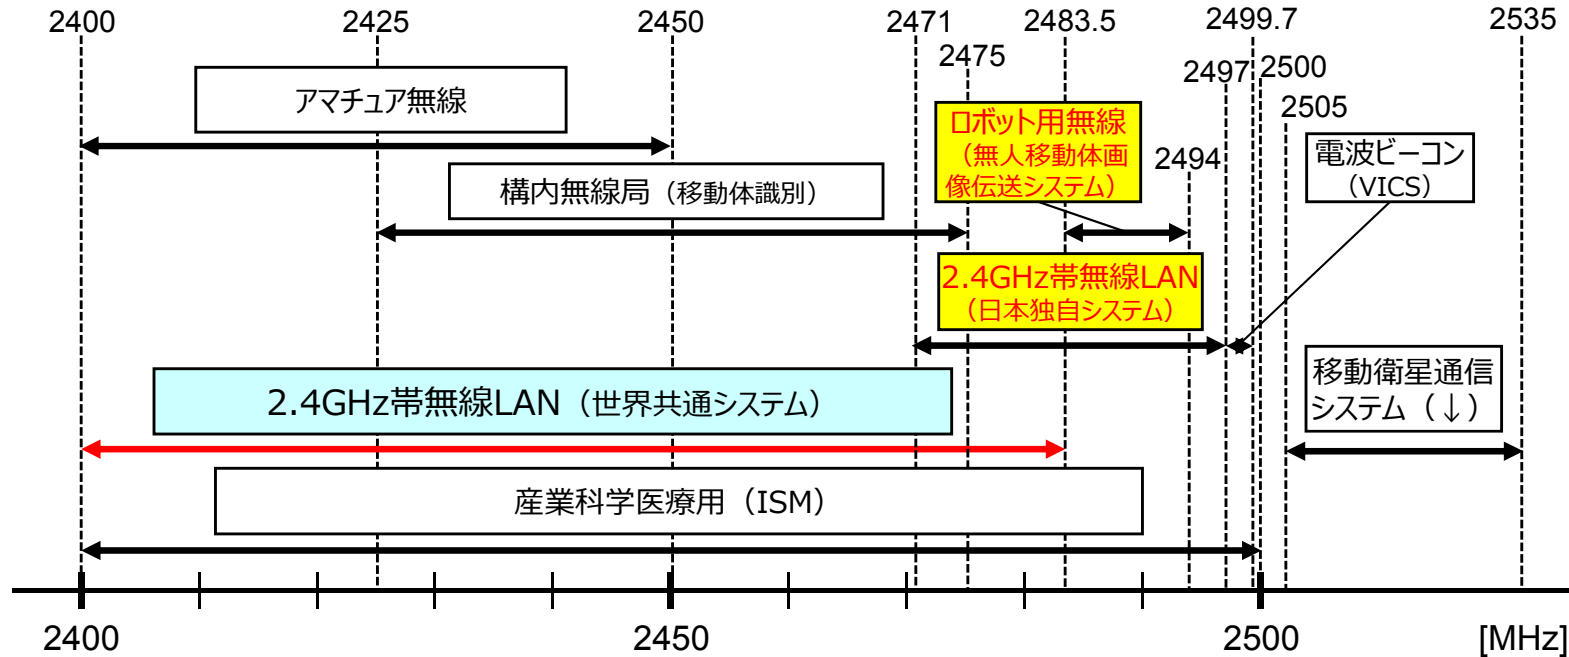 2400
2425
2450
2471
2483.5
2499.7
2535
2475
2497
2500
2505
アマチュア無線
ロボット用無線
（無人移動体画
像伝送システム）
2494
電波ビーコン
（VICS）
構内無線局（移動体識別）
2.4GHz帯無線LAN
（日本独自システム）
2.4GHz帯無線LAN（世界共通システム）
移動衛星通信
システム（↓）
産業科学医療用（ISM）
2400
2450
2500
[MHz]